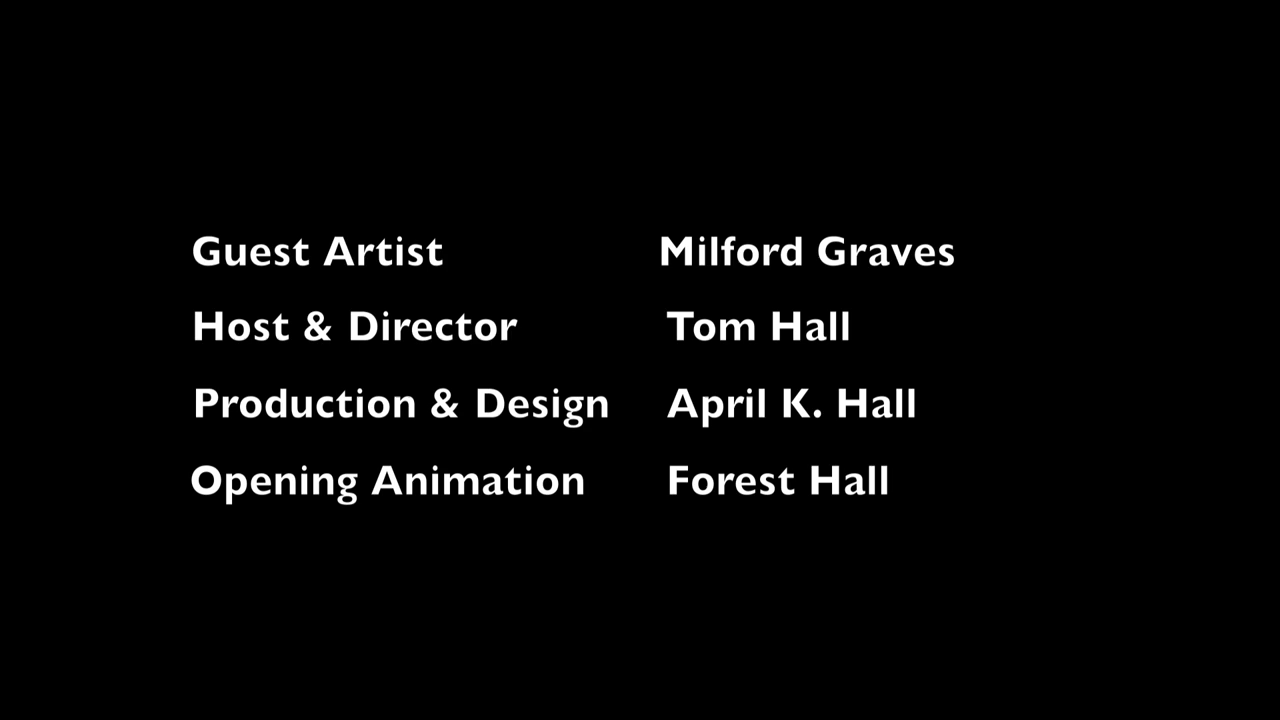 Guest Artist Milford Graves
Host & Director Tom Hall
Production & Design April K. Hall
Opening Animation Forest Hall